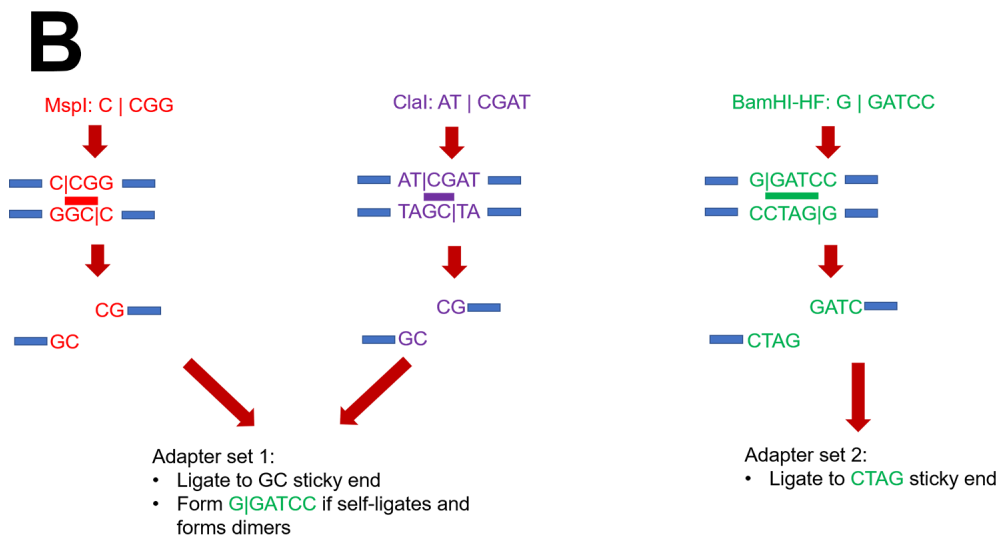 B
MspI: C | CGG
ClaI: AT | CGAT
BamHI-HF: G | GATCC
C|CGG
GGC|C
AT|CGAT
TAGC|TA
G|GATCC
CCTAG|G
CG
GC
CG
GC
GATC
CTAG
Adapter set 1:
• Ligate to GC sticky end
• Form G|GATCC if self-ligates and
forms dimers
Adapter set 2:
• Ligate to CTAG sticky end